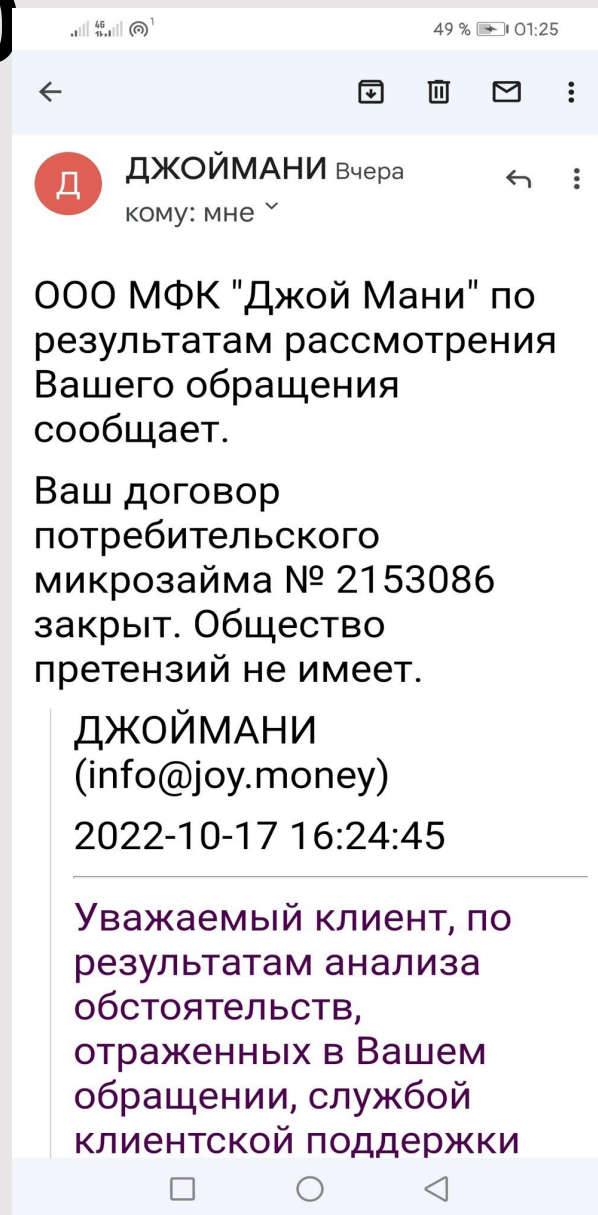 4G
1
49 % 01:25
Д
ДЖОЙМАНИ Вчера
кому: мне
ООО МФК "Джой Мани" по
результатам рассмотрения
Вашего обращения
сообщает.
Ваш договор
потребительского
микрозайма № 2153086
закрыт. Общество
претензий не имеет.
ДЖОЙМАНИ
(info@joy.money)
2022-10-17 16:24:45
Уважаемый клиент, по
результатам анализа
обстоятельств,
отраженных в Вашем
обращении, службой
клиентской поддержки